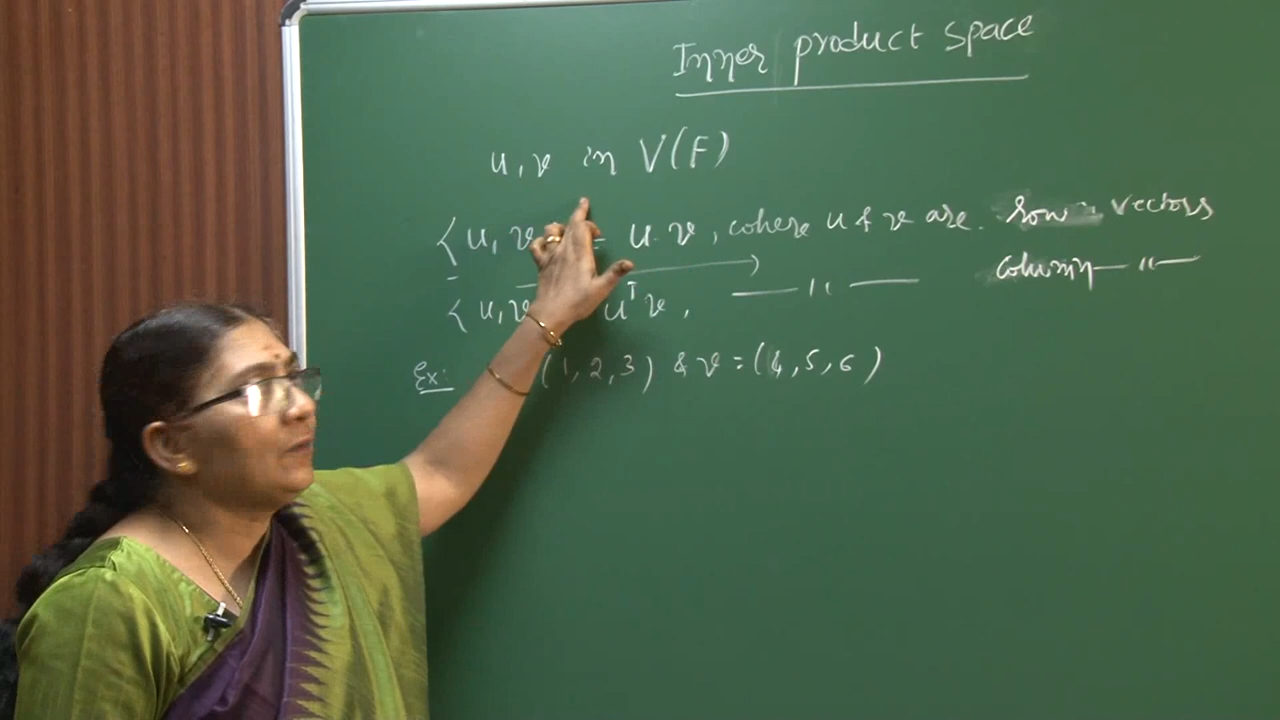 Inner product space
u, v in V(F)
⟨u, v = u. v, where u & v are. row vectors
⟨u, v uᵀv, —— " —— column — " —
Ex: (1, 2, 3) & v = (4, 5, 6)